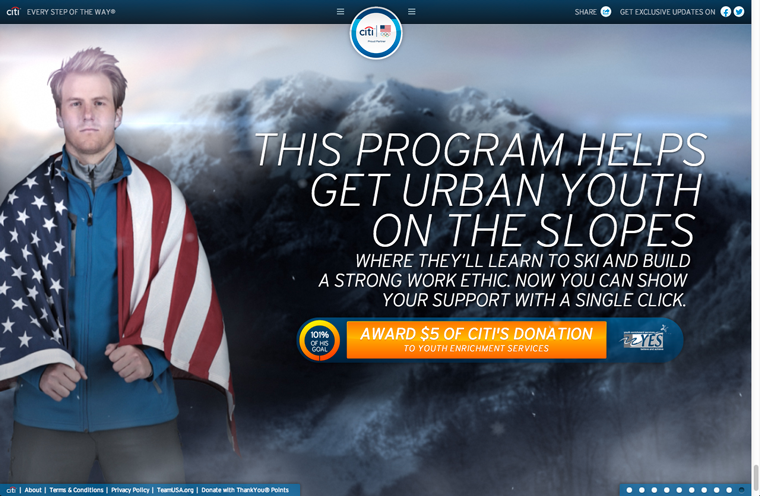 citi EVERY STEP OF THE WAY®
SHARE GET EXCLUSIVE UPDATES ON
citi
Proud Partner
THIS PROGRAM HELPS
GET URBAN YOUTH
ON THE SLOPES
WHERE THEY'LL LEARN TO SKI AND BUILD
A STRONG WORK ETHIC. NOW YOU CAN SHOW
YOUR SUPPORT WITH A SINGLE CLICK.
101%
OF HIS
GOAL
AWARD $5 OF CITI'S DONATION
TO YOUTH ENRICHMENT SERVICES
YES
citi | About | Terms & Conditions | Privacy Policy | TeamUSA.org | Donate with ThankYou® Points